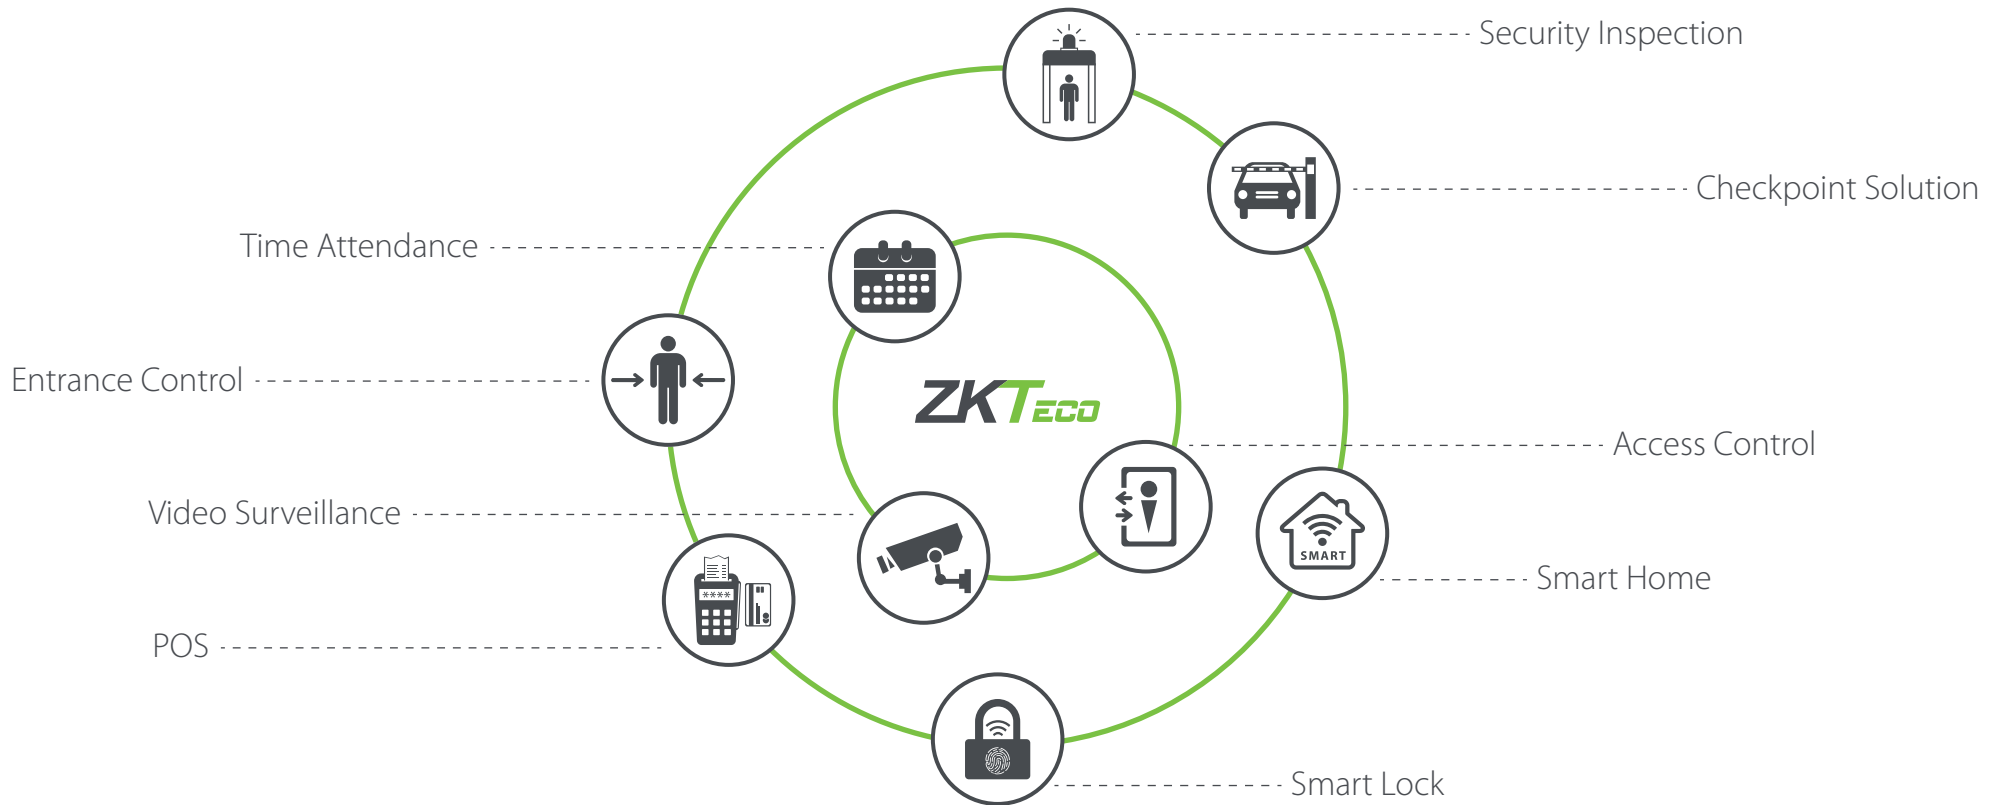 Security Inspection
Checkpoint Solution
Time Attendance
Entrance Control
ZKTECO
Access Control
Video Surveillance
SMART
Smart Home
****
POS
Smart Lock